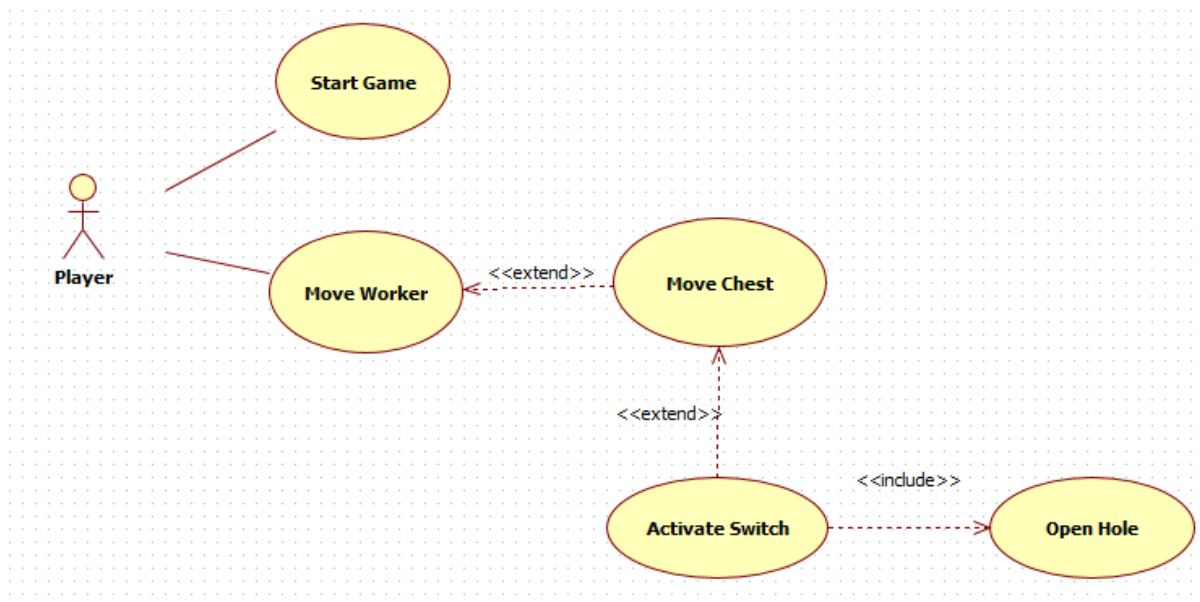 Start Game
Player
Move Worker
<<extend>>
Move Chest
<<extend>>
<<include>>
Activate Switch
Open Hole